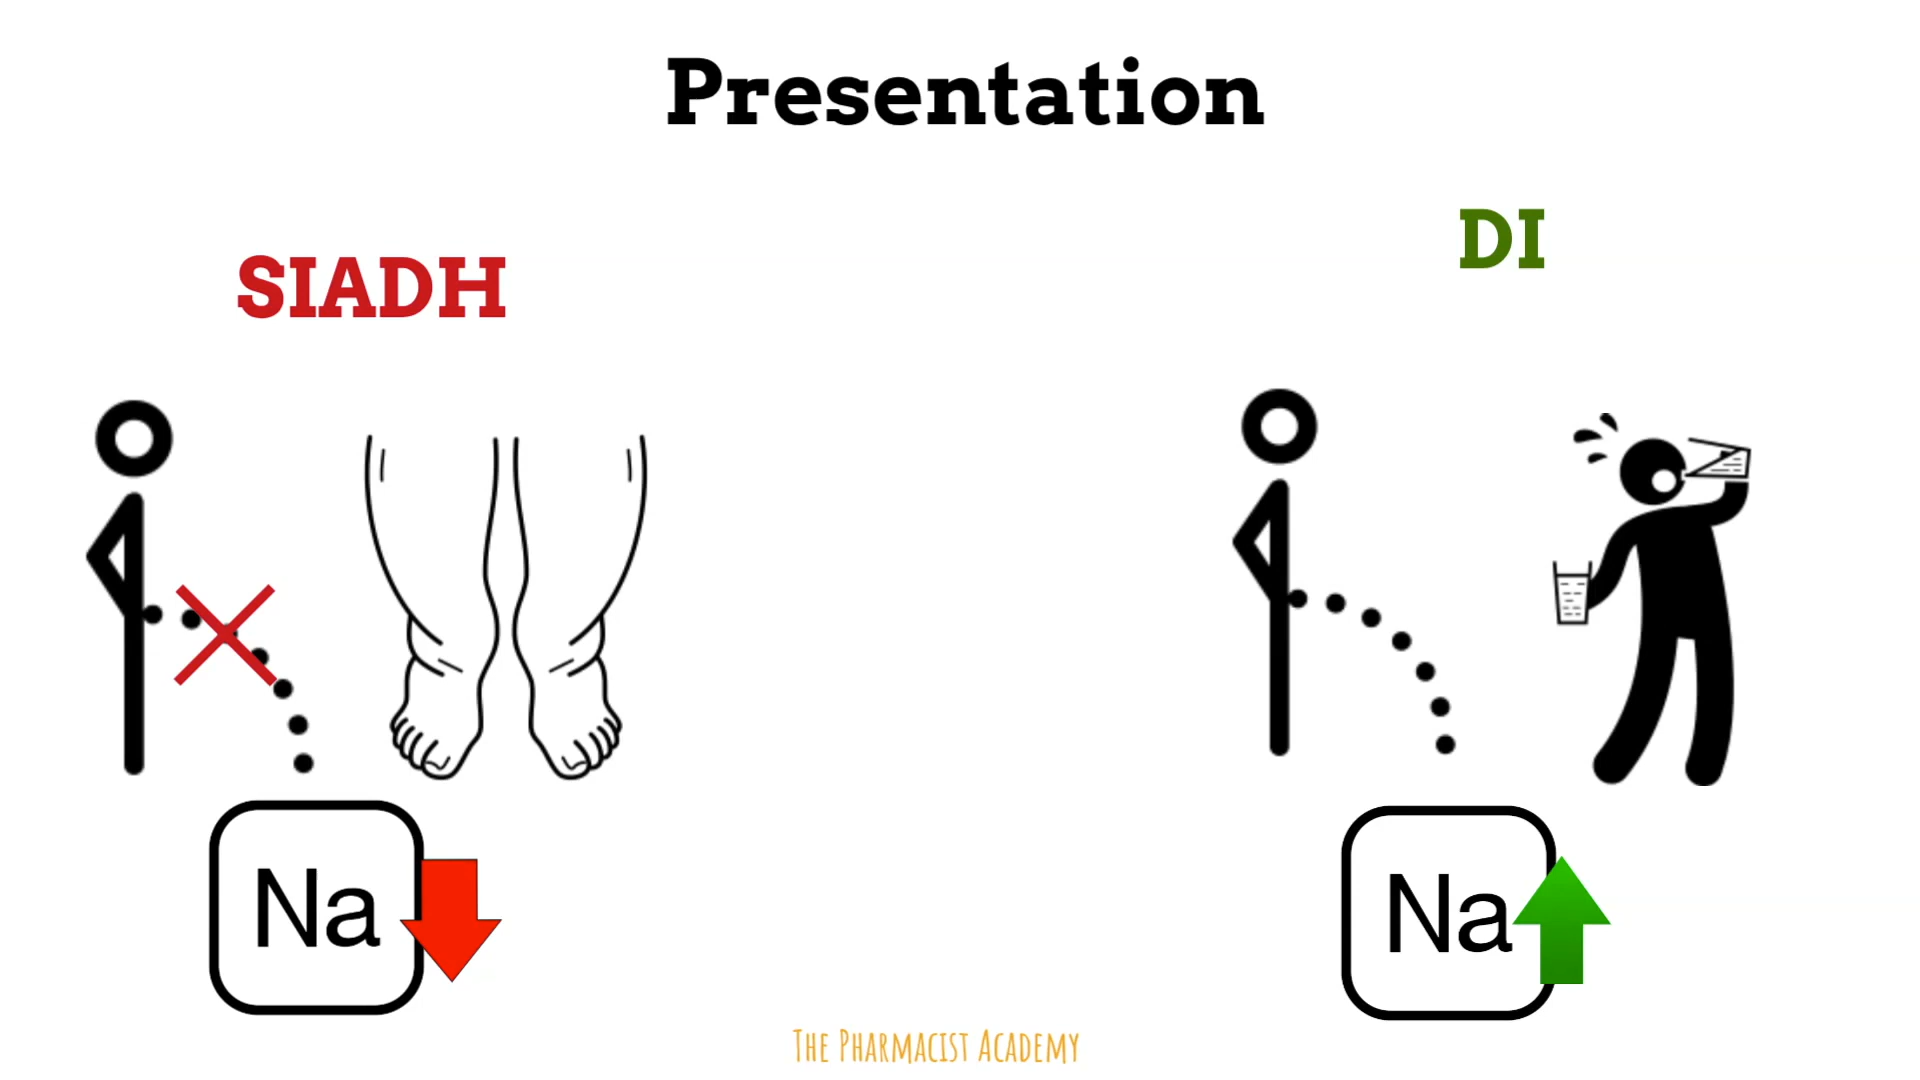 Presentation
SIADH
DI
Na
Na
The Pharmacist Academy